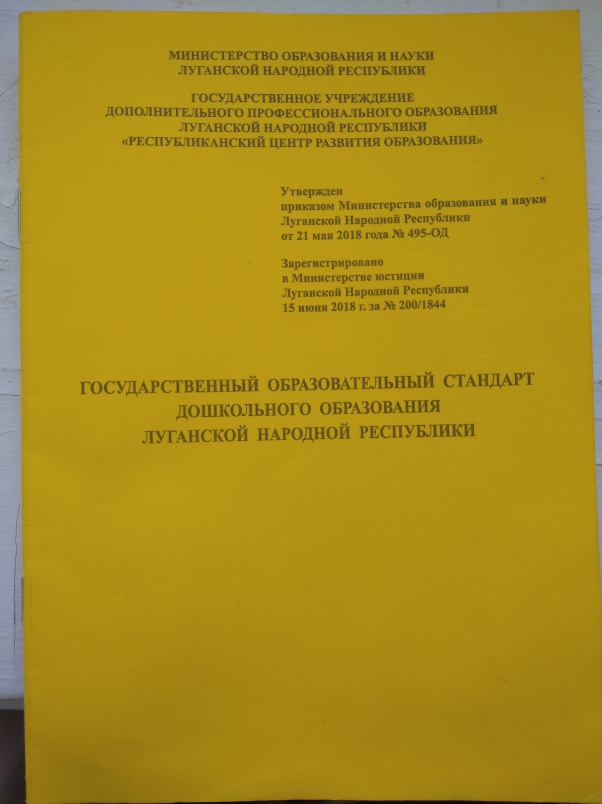 МИНИСТЕРСТВО ОБРАЗОВАНИЯ И НАУКИ
ЛУГАНСКОЙ НАРОДНОЙ РЕСПУБЛИКИ
ГОСУДАРСТВЕННОЕ УЧРЕЖДЕНИЕ
ДОПОЛНИТЕЛЬНОГО ПРОФЕССИОНАЛЬНОГО ОБРАЗОВАНИЯ
ЛУГАНСКОЙ НАРОДНОЙ РЕСПУБЛИКИ
«РЕСПУБЛИКАНСКИЙ ЦЕНТР РАЗВИТИЯ ОБРАЗОВАНИЯ»
Утвержден
приказом Министерства образования и науки
Луганской Народной Республики
от 21 мая 2018 года № 495-ОД
Зарегистрировано
в Министерстве юстиции
Луганской Народной Республики
15 июня 2018 г. за № 200/1844
ГОСУДАРСТВЕННЫЙ ОБРАЗОВАТЕЛЬНЫЙ СТАНДАРТ
ДОШКОЛЬНОГО ОБРАЗОВАНИЯ
ЛУГАНСКОЙ НАРОДНОЙ РЕСПУБЛИКИ